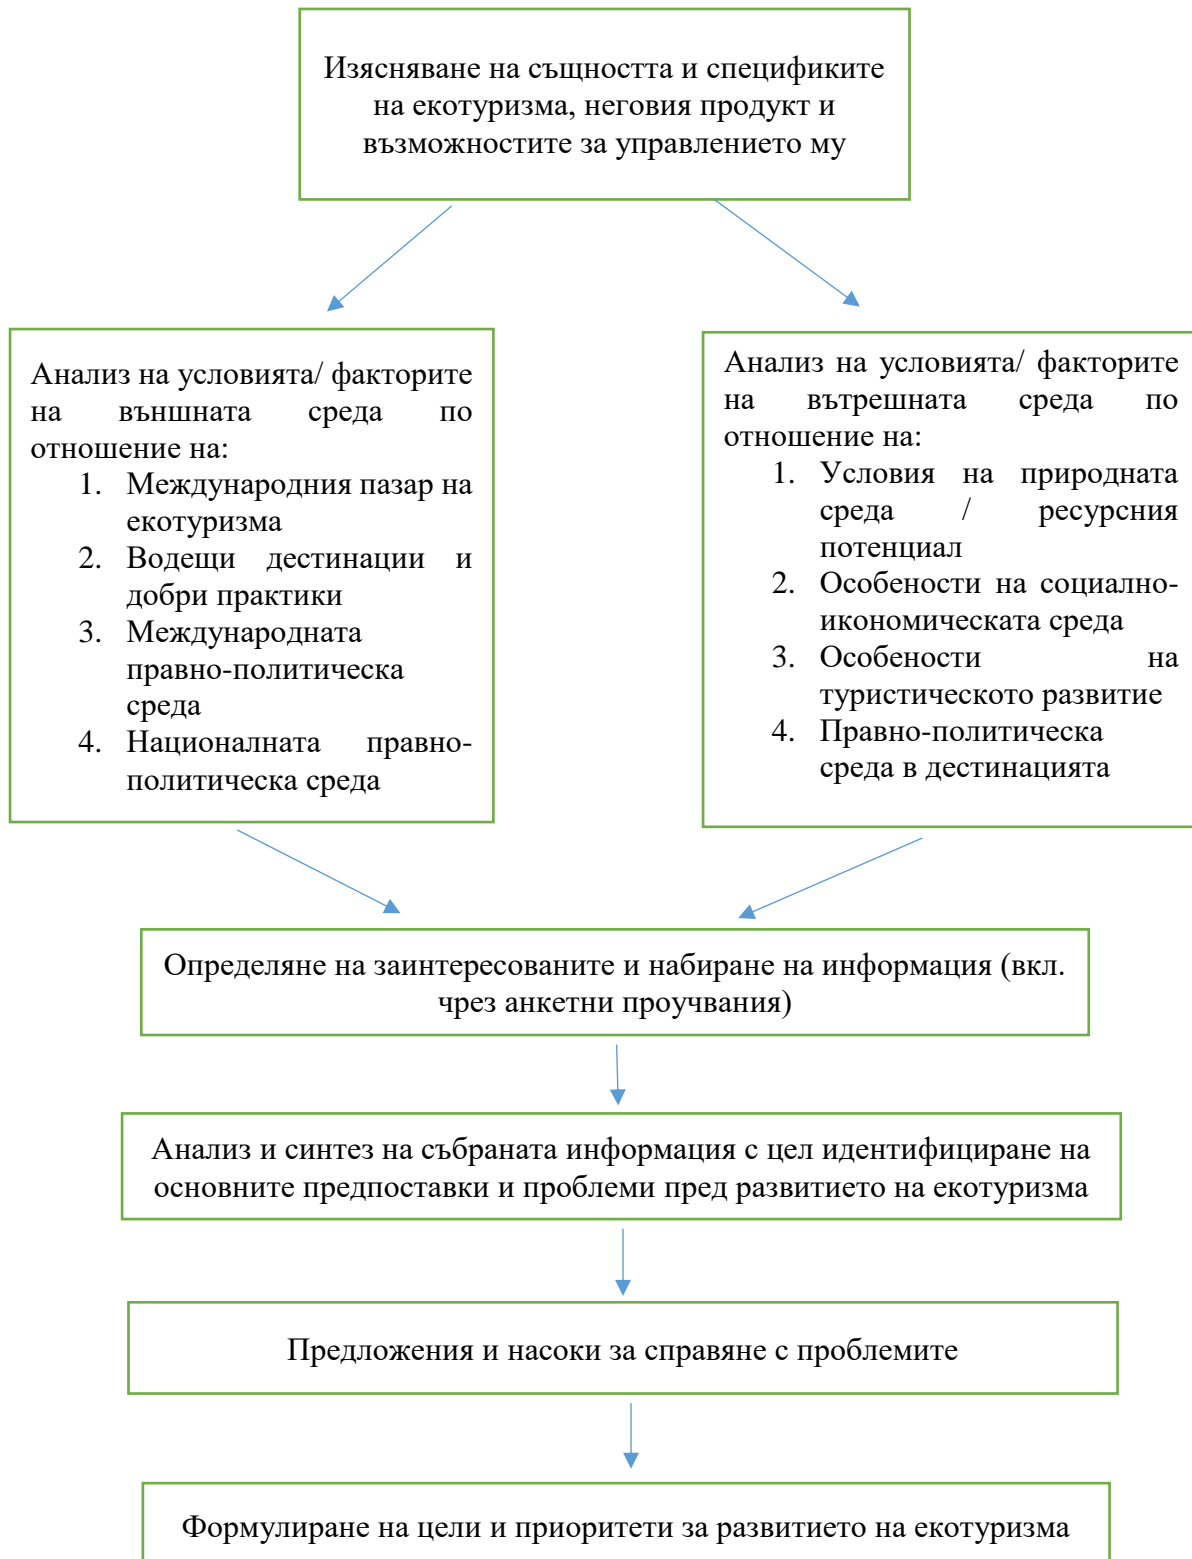 Изясняване на същността и спецификите
на екотуризма, неговия продукт и
възможностите за управлението му
Анализ на условията/ факторите
на външната среда по
отношение на:
1. Международния пазар на
екотуризма
2. Водещи дестинации и
добри практики
3. Международната
правно-политическа
среда
4. Националната правно-
политическа среда
Анализ на условията/ факторите
на вътрешната среда по
отношение на:
1. Условия на природната
среда / ресурсния
потенциал
2. Особености на социално-
икономическата среда
3. Особености на
туристическото развитие
4. Правно-политическа
среда в дестинацията
Определяне на заинтересованите и набиране на информация (вкл.
чрез анкетни проучвания)
Анализ и синтез на събраната информация с цел идентифициране на
основните предпоставки и проблеми пред развитието на екотуризма
Предложения и насоки за справяне с проблемите
Формулиране на цели и приоритети за развитието на екотуризма